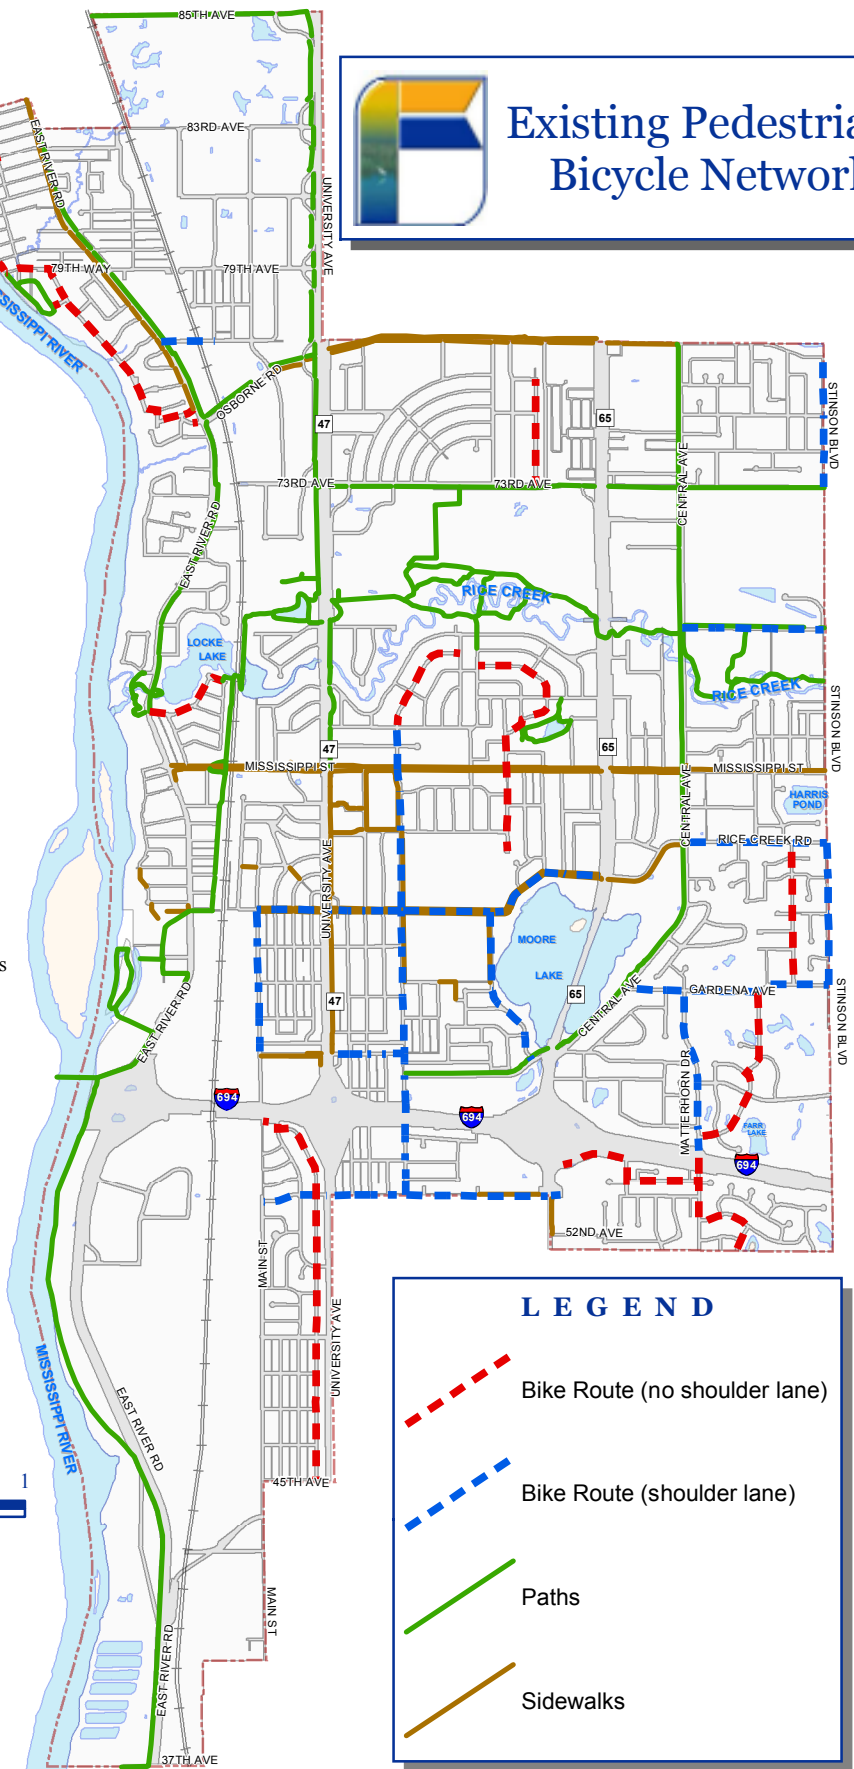 85TH AVE
Existing Pedestria
Bicycle Network
83RD AVE
EAST RIVER RD
UNIVERSITY AVE
79TH WAY
79TH AVE
SISSIPPI RIVER
OSBORNE RD
STINSON BLVD
47
65
73RD AVE
73RD AVE
CENTRAL AVE
EAST RIVER RD
RICE CREEK
LOCKE
LAKE
RICE CREEK
STINSON BLVD
47
65
MISSISSIPPI ST
MISSISSIPPI ST
CENTRAL AVE
HARRIS
POND
RICE CREEK RD
UNIVERSITY AVE
MOORE
LAKE
s
GARDENA AVE
STINSON BLVD
47
65
CENTRAL AVE
EAST RIVER RD
MATTERHORN DR
694
694
FARR
LAKE
694
52ND AVE
MAIN ST
UNIVERSITY AVE
MISSISSIPPI RIVER
EAST RIVER RD
45TH AVE
1
MAIN ST
EAST RIVER RD
37TH AVE
LEGEND
Bike Route (no shoulder lane)
Bike Route (shoulder lane)
Paths
Sidewalks